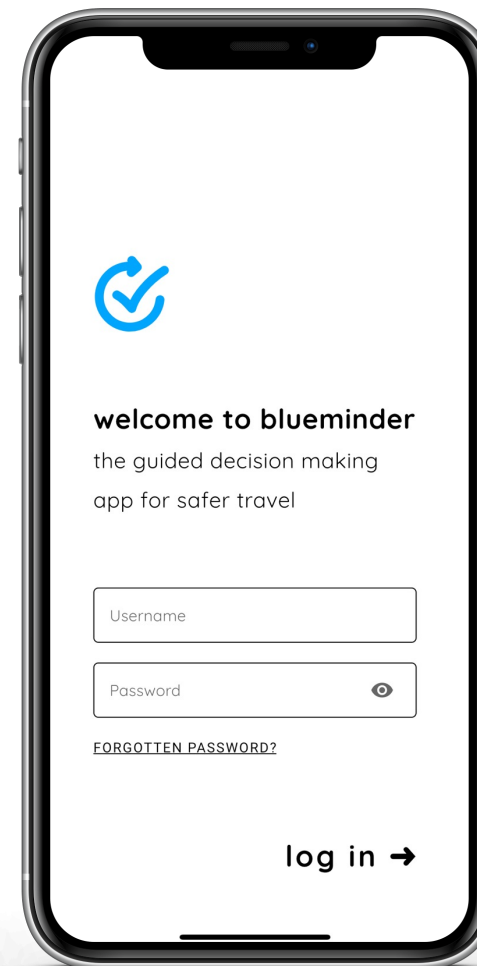 welcome to blueminder
the guided decision making
app for safer travel
Username
Password
FORGOTTEN PASSWORD?
log in →